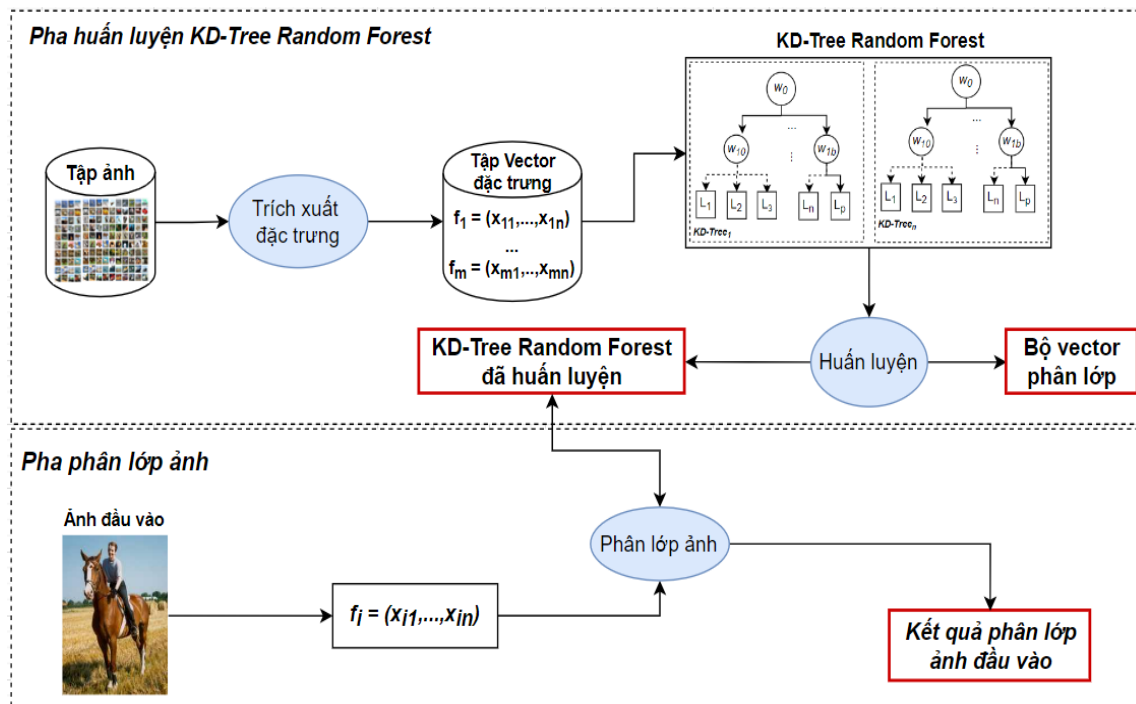 Pha huấn luyện KD-Tree Random Forest
KD-Tree Random Forest
Tập ảnh
Trích xuất
đặc trưng
Tập Vector
đặc trưng
f1 = (x11,...,x1n)
...
fm = (xm1,..,xmn)
w0
...
w10
⋮
w1b
L1
L2
L3
Ln
Lp
KD-Tree1
w0
...
w10
⋮
w1b
L1
L2
L3
Ln
Lp
KD-Treen
KD-Tree Random Forest
đã huấn luyện
Huấn luyện
Bộ vector
phân lớp
Pha phân lớp ảnh
Ảnh đầu vào
fi = (xi1,...,xin)
Phân lớp ảnh
Kết quả phân lớp
ảnh đầu vào